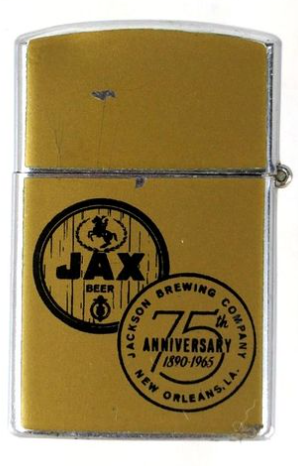 JAX
BEER
JACKSON BREWING COMPANY
75th
ANNIVERSARY
1890-1965
NEW ORLEANS, LA.